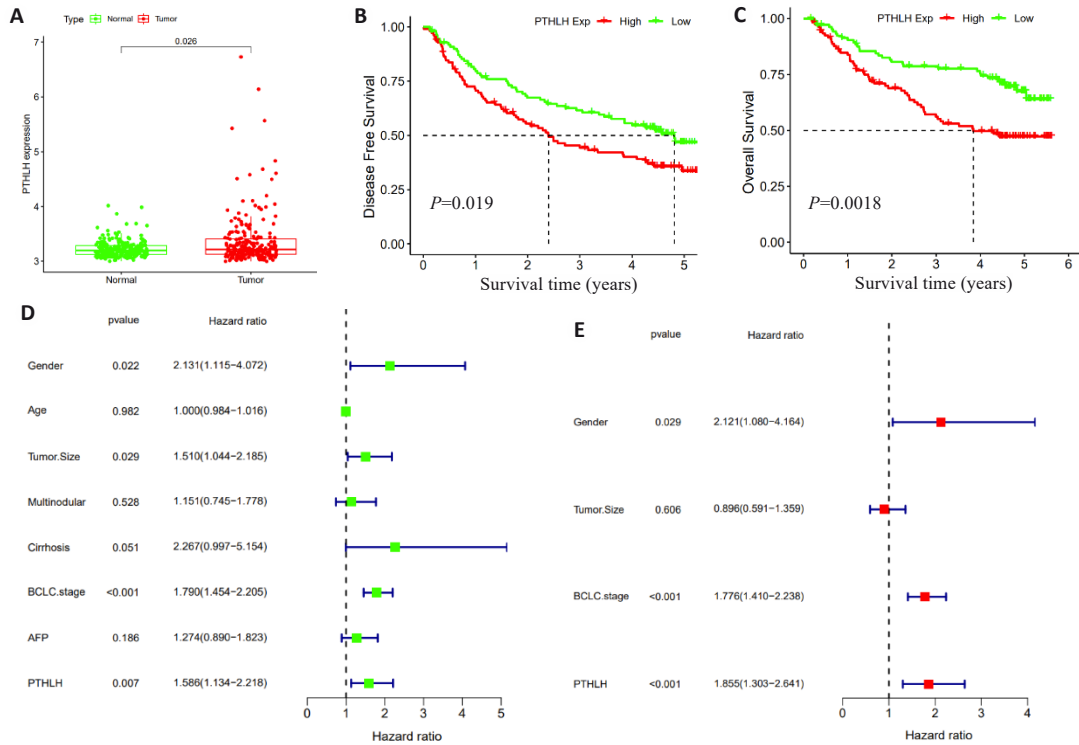 A
Type Normal Tumor
0.026
PTHLH expression
7
6
5
4
3
Normal Tumor
B
PTHLH Exp High Low
Disease Free Survival
1.00
0.75
0.50
0.25
0.00
P=0.019
0 1 2 3 4 5
Survival time (years)
C
PTHLH Exp High Low
Overall Survival
1.00
0.75
0.50
0.25
0.00
P=0.0018
0 1 2 3 4 5 6
Survival time (years)
D
pvalue Hazard ratio
Gender 0.022 2.131(1.115−4.072)
Age 0.982 1.000(0.984−1.016)
Tumor.Size 0.029 1.510(1.044−2.185)
Multinodular 0.528 1.151(0.745−1.778)
Cirrhosis 0.051 2.267(0.997−5.154)
BCLC.stage <0.001 1.790(1.454−2.205)
AFP 0.186 1.274(0.890−1.823)
PTHLH 0.007 1.586(1.134−2.218)
0 1 2 3 4 5
Hazard ratio
E
pvalue Hazard ratio
Gender 0.029 2.121(1.080−4.164)
Tumor.Size 0.606 0.896(0.591−1.359)
BCLC.stage <0.001 1.776(1.410−2.238)
PTHLH <0.001 1.855(1.303−2.641)
0 1 2 3 4
Hazard ratio